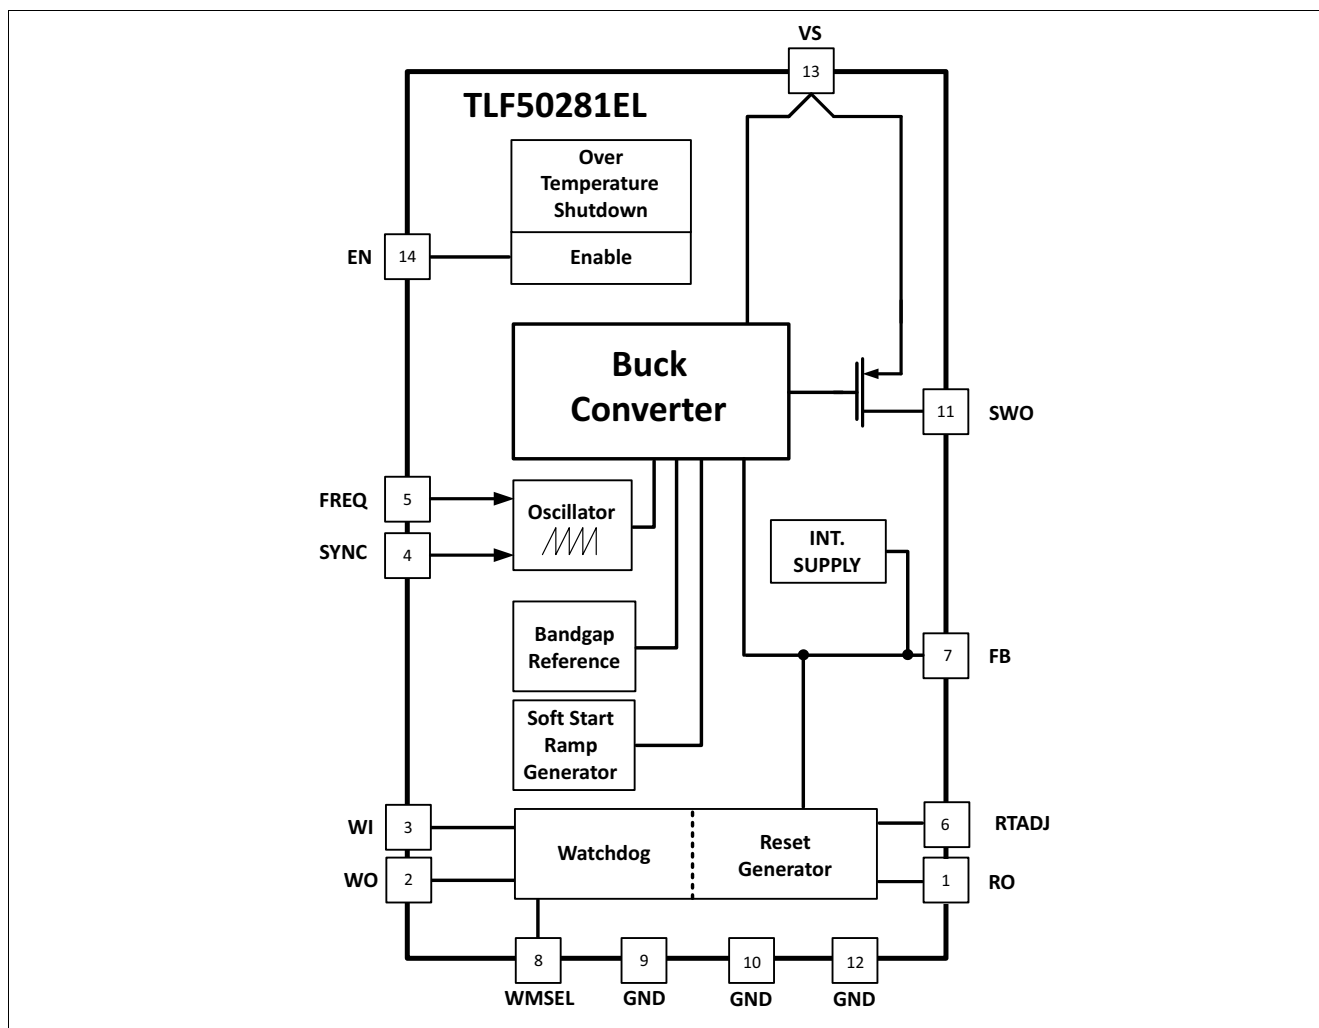 VS
13
TLF50281EL
Over
Temperature
Shutdown
EN
14
Enable
Buck
Converter
11
SWO
FREQ
5
Oscillator
SYNC
4
INT.
SUPPLY
Bandgap
Reference
7
FB
Soft Start
Ramp
Generator
WI
3
6
RTADJ
Watchdog
Reset
Generator
WO
2
1
RO
8
9
10
12
WMSEL
GND
GND
GND